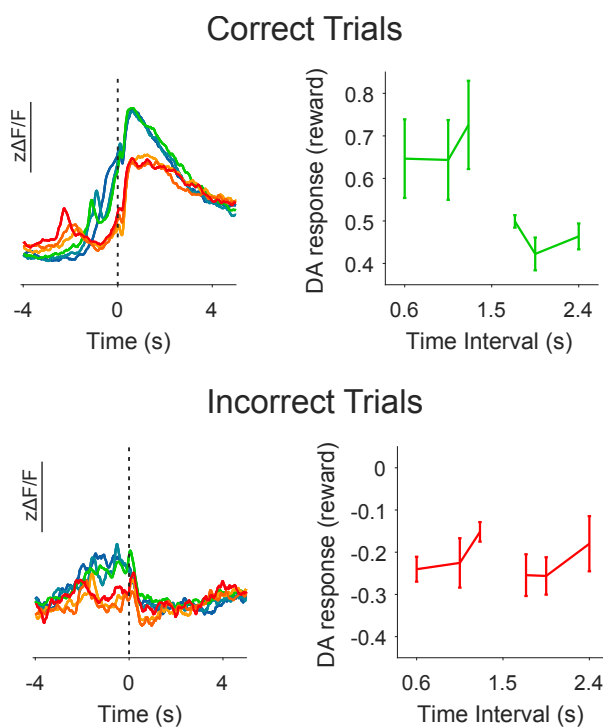 Correct Trials
zΔF/F
-4 0 4
Time (s)
DA response (reward)
0.8
0.7
0.6
0.5
0.4
0.6 1.5 2.4
Time Interval (s)
Incorrect Trials
zΔF/F
-4 0 4
Time (s)
DA response (reward)
0
-0.1
-0.2
-0.3
-0.4
0.6 1.5 2.4
Time Interval (s)